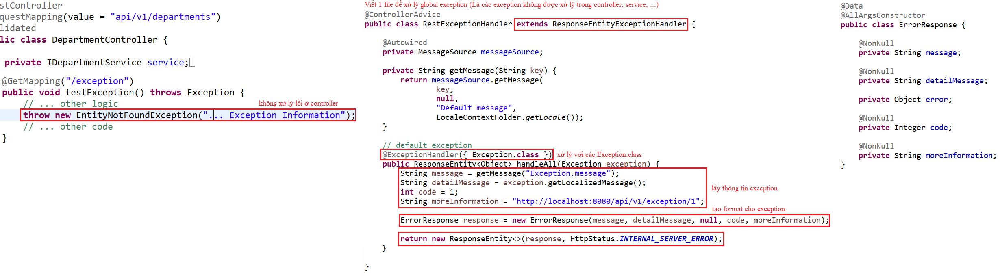 stController
questMapping(value = "api/v1/departments")
lidated
lic class DepartmentController {
private IDepartmentService service;
@GetMapping("/exception")
public void testException() throws Exception {
// ... other logic
không xử lý lỗi ở controller
throw new EntityNotFoundException("... Exception Information");
// ... other code
}
Viết 1 file để xử lý global exception (Là các exception không được xử lý trong controller, service, ...)
@ControllerAdvice
public class RestExceptionHandler extends ResponseEntityExceptionHandler {
@Autowired
private MessageSource messageSource;
private String getMessage(String key) {
return messageSource.getMessage(
key,
null,
"Default message",
LocaleContextHolder.getLocale());
}
// default exception
@ExceptionHandler({ Exception.class }) xử lý với các Exception.class
public ResponseEntity<Object> handleAll(Exception exception) {
String message = getMessage("Exception.message");
String detailMessage = exception.getLocalizedMessage();
int code = 1;
String moreInformation = "http://localhost:8080/api/v1/exception/1";
lấy thông tin exception
tạo format cho exception
ErrorResponse response = new ErrorResponse(message, detailMessage, null, code, moreInformation);
return new ResponseEntity<>(response, HttpStatus.INTERNAL_SERVER_ERROR);
}
}
@Data
@AllArgsConstructor
public class ErrorResponse {
@NonNull
private String message;
@NonNull
private String detailMessage;
private Object error;
@NonNull
private Integer code;
@NonNull
private String moreInformation;
}